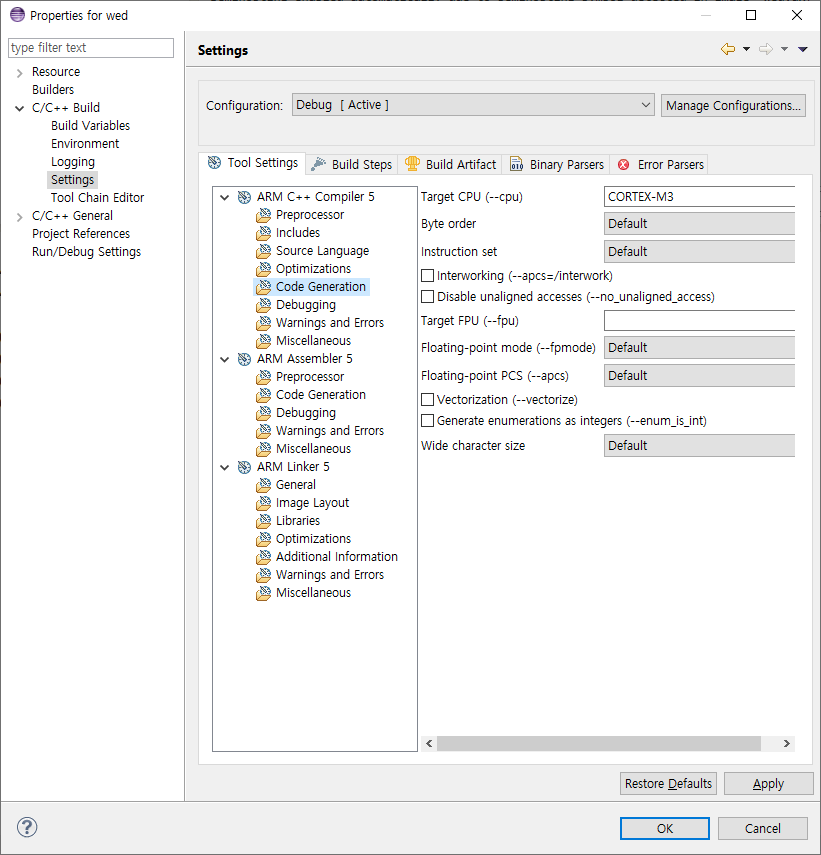 Properties for wed
type filter text
Settings
Resource
Builders
C/C++ Build
Build Variables
Environment
Logging
Settings
Tool Chain Editor
C/C++ General
Project References
Run/Debug Settings
Configuration: Debug [ Active ] Manage Configurations...
Tool Settings Build Steps Build Artifact Binary Parsers Error Parsers
ARM C++ Compiler 5
Preprocessor
Includes
Source Language
Optimizations
Code Generation
Debugging
Warnings and Errors
Miscellaneous
ARM Assembler 5
Preprocessor
Code Generation
Debugging
Warnings and Errors
Miscellaneous
ARM Linker 5
General
Image Layout
Libraries
Optimizations
Additional Information
Warnings and Errors
Miscellaneous
Target CPU (--cpu) CORTEX-M3
Byte order Default
Instruction set Default
Interworking (--apcs=/interwork)
Disable unaligned accesses (--no_unaligned_access)
Target FPU (--fpu)
Floating-point mode (--fpmode) Default
Floating-point PCS (--apcs) Default
Vectorization (--vectorize)
Generate enumerations as integers (--enum_is_int)
Wide character size Default
Restore Defaults Apply
OK Cancel